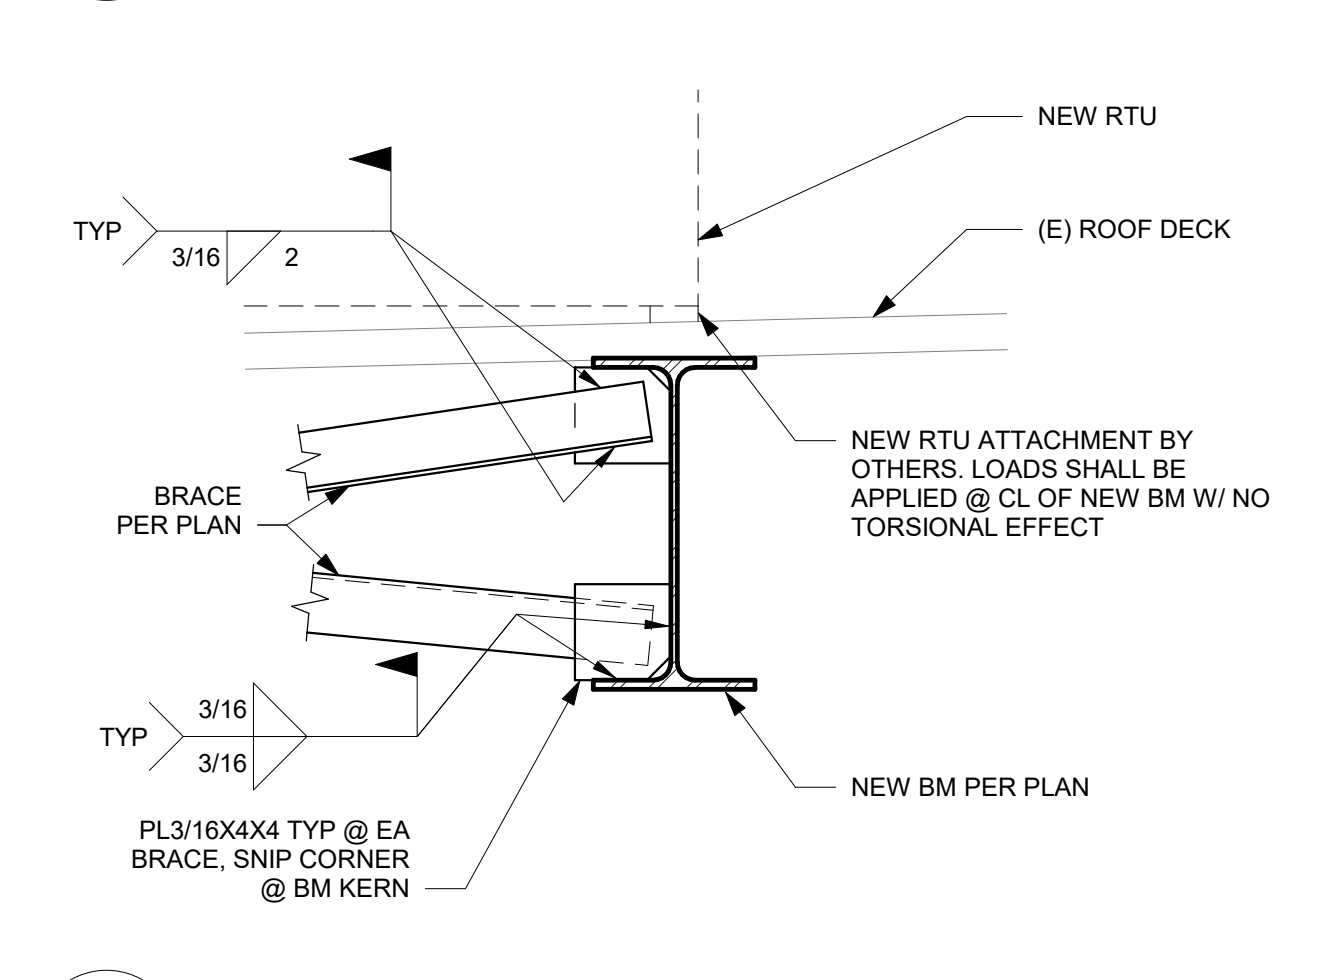 NEW RTU
TYP
3/16
2
(E) ROOF DECK
NEW RTU ATTACHMENT BY
OTHERS. LOADS SHALL BE
APPLIED @ CL OF NEW BM W/ NO
TORSIONAL EFFECT
BRACE
PER PLAN
3/16
TYP
3/16
NEW BM PER PLAN
PL3/16X4X4 TYP @ EA
BRACE, SNIP CORNER
@ BM KERN